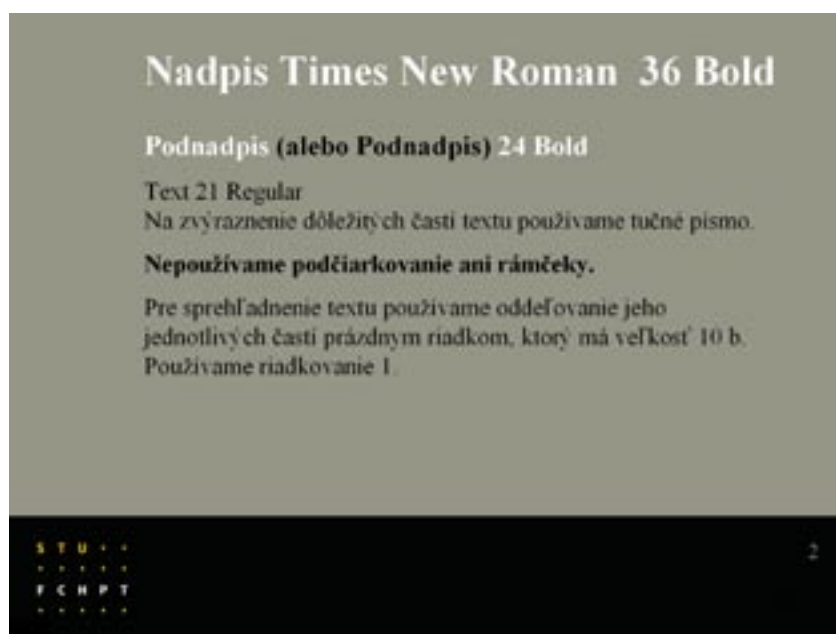 Nadpis Times New Roman 36 Bold
Podnadpis (alebo Podnadpis) 24 Bold
Text 21 Regular
Na zvýraznenie dôležitých častí textu používame tučné písmo.
Nepoužívame podčiarkovanie ani rámčeky.
Pre sprehľadnenie textu používame oddeľovanie jeho
jednotlivých častí prázdnym riadkom, ktorý má veľkosť 10 b.
Používame riadkovanie 1.
S T U
F C H P T
2